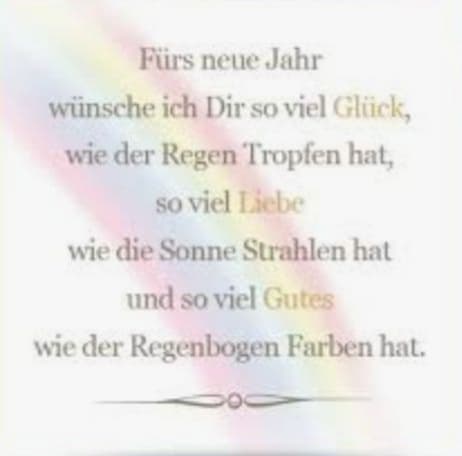 Fürs neue Jahr
wünsche ich Dir so viel Glück,
wie der Regen Tropfen hat,
so viel Liebe
wie die Sonne Strahlen hat
und so viel Gutes
wie der Regenbogen Farben hat.